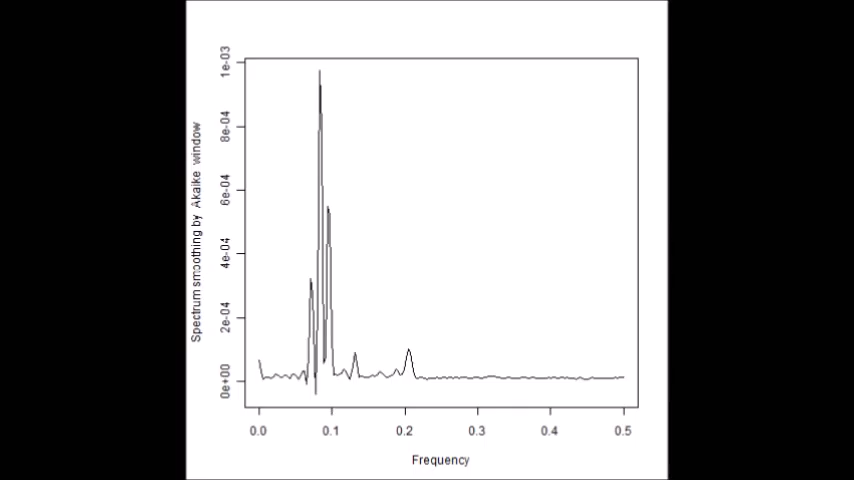 Spectrum smoothing by Akaike window
1e-03
8e-04
6e-04
4e-04
2e-04
0e+00
0.0 0.1 0.2 0.3 0.4 0.5
Frequency